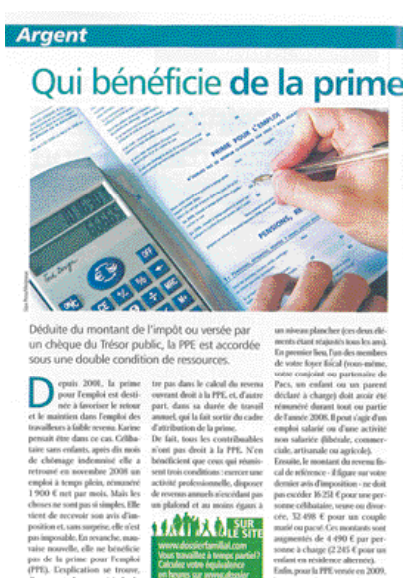 Argent
Qui bénéficie de la prime
PRIME POUR L'EMPLOI
PENSIONS,
OFF
Déduite du montant de l'impôt ou versée par
un chèque du Trésor public, la PPE est accordée
sous une double condition de ressources.
Depuis 2008, la prime
pour l'emploi est desti-
née à favoriser le retour
et le maintien dans l'emploi des
travailleurs à faible revenu. Karine
pensait être dans ce cas. Céliba-
taire sans enfants, après dix mois
de chômage indemnisé elle a
retrouvé en novembre 2008 un
emploi à temps plein, rémunéré
1 900 € net par mois. Mais les
choses ne sont pas si simples. Elle
vient de recevoir son avis d'im-
position et, sans surprise, elle n'est
pas imposable. En revanche, mau-
vaise nouvelle, elle ne bénéficie
pas de la prime pour l'emploi
(PPE). L'explication se trouve,
tre pas dans le calcul du revenu
ouvrant droit à la PPE, et, d'autre
part, dans sa durée de travail
annuel, qui la fait sortir du cadre
d'attribution de la prime.
De fait, tous les contribuables
n'ont pas droit à la PPE. N'en
bénéficient que ceux qui réunis-
sent trois conditions : exercer une
activité professionnelle, disposer
de revenus annuels n'excédant pas
un plafond et au moins égaux à
SUR
LE SITE
www.dossierfamilial.com
Vous travaillez à temps partiel?
Calculez votre équivalence
en heures sur www.dossier
un niveau plancher (ces deux élé-
ments étant réajustés tous les ans).
En premier lieu, l'un des membres
de votre foyer fiscal (vous-même,
votre conjoint ou partenaire de
Pacs, un enfant ou un parent
déclaré à charge) doit avoir été
rémunéré durant tout ou partie
de l'année 2008. Il peut s'agir d'un
emploi salarié ou d'une activité
non salariée (libérale, commer-
ciale, artisanale ou agricole).
Ensuite, le montant du revenu fis-
cal de référence - il figure sur votre
dernier avis d'imposition - ne doit
pas excéder 16 251 € pour une per-
sonne célibataire, veuve ou divor-
cée, 32 498 € pour un couple
marié ou pacsé. Ces montants sont
augmentés de 4 490 € par per-
sonne à charge (2 245 € pour un
enfant en résidence alternée).
Enfin, pour la PPE versée en 2009,